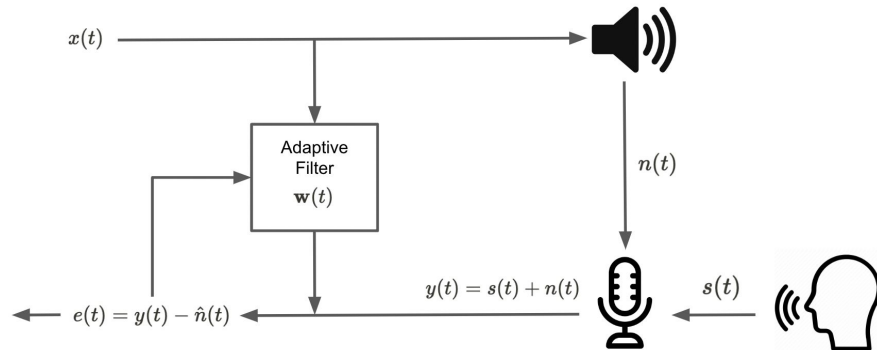 x(t)
Adaptive
Filter
w(t)
n(t)
y(t) = s(t) + n(t)
s(t)
e(t) = y(t) − n̂(t)